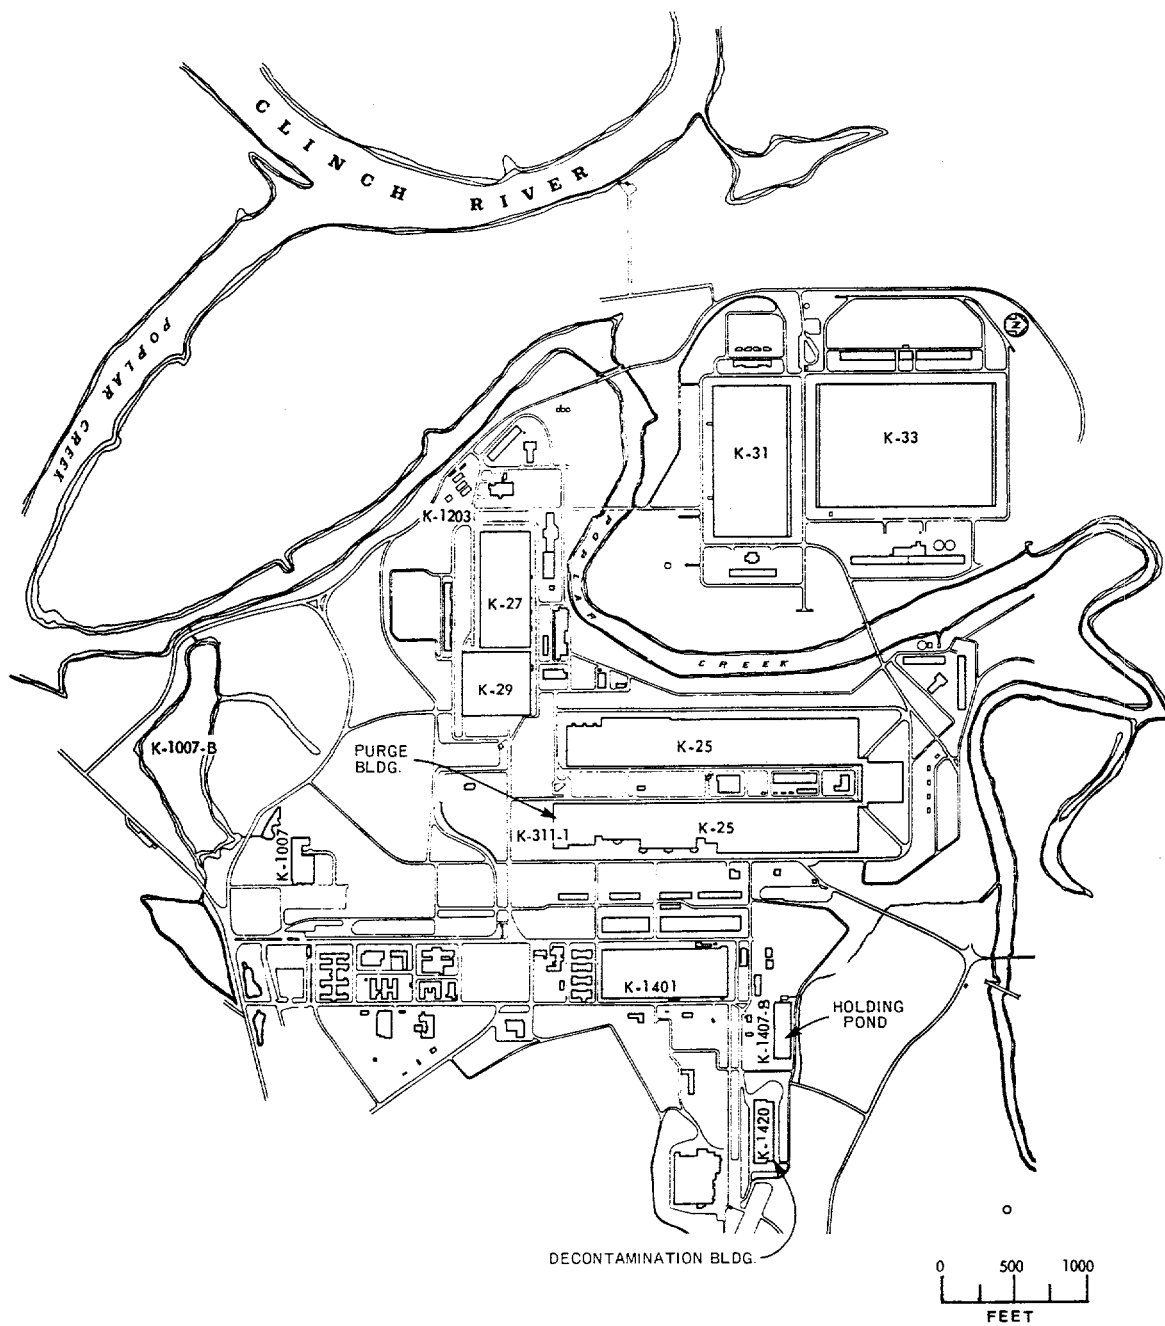 CLINCH RIVER
POPLAR CREEK
N
K-31
K-33
K-1203
POPLAR
CREEK
K-27
K-29
K-1007-B
PURGE
BLDG.
K-25
K-311-1
K-25
K-1007
K-1401
K-1407-B
HOLDING
POND
K-1420
DECONTAMINATION BLDG.
0 500 1000
FEET